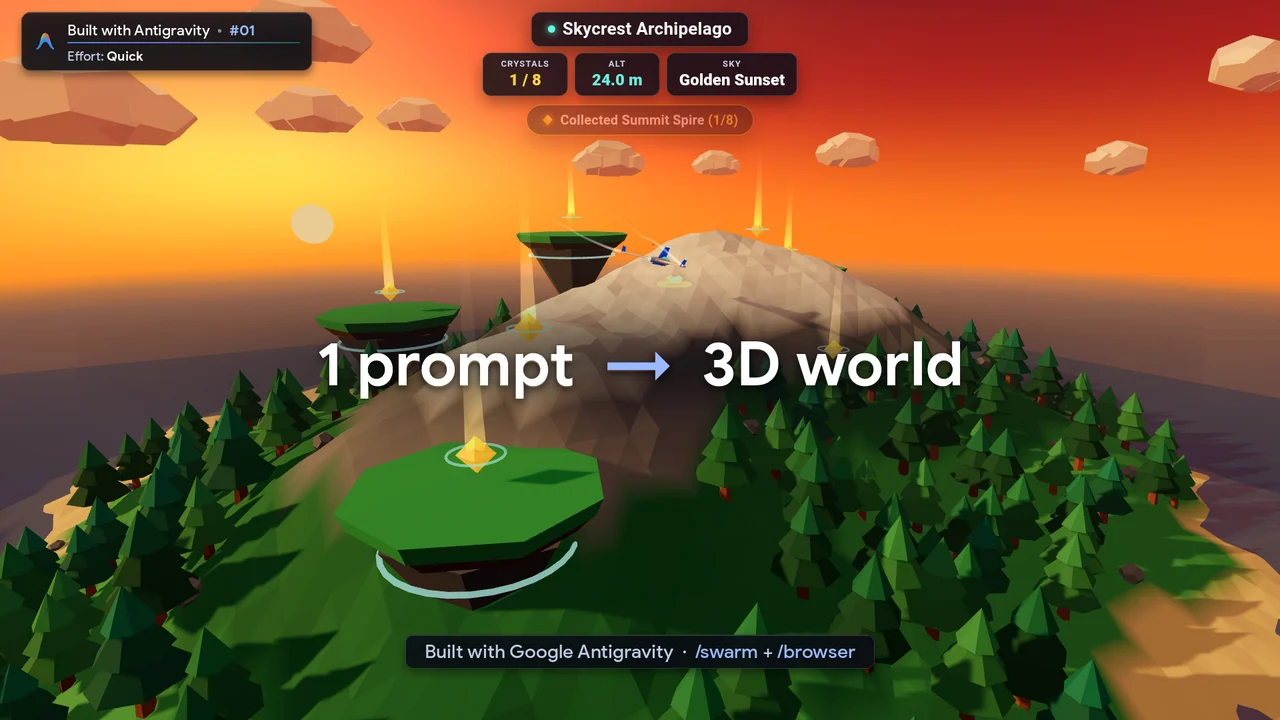 Built with Antigravity • #01
Effort: Quick
Skycrest Archipelago
CRYSTALS
1 / 8
ALT
24.0 m
SKY
Golden Sunset
Collected Summit Spire (1/8)
1 prompt → 3D world
Built with Google Antigravity · /swarm + /browser